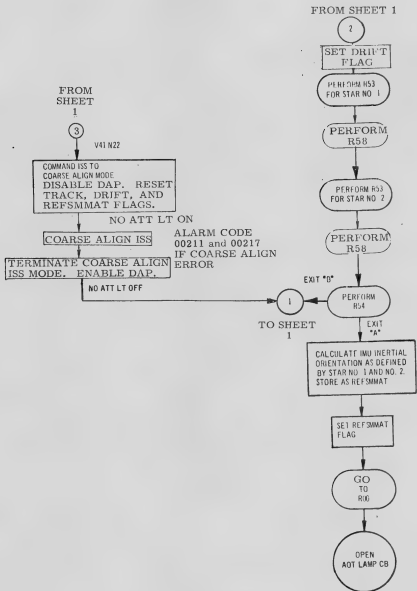 FROM SHEET 1
2
SET DRIFT
FLAG
PERFORM R53
FOR STAR NO. 1
PERFORM
R58
PERFORM R53
FOR STAR NO. 2
PERFORM
R58
EXIT "B"
PERFORM
R54
EXIT
"A"
CALCULATE IMU INERTIAL
ORIENTATION AS DEFINED
BY STAR NO. 1 AND NO. 2.
STORE AS REFSMMAT
SET REFSMMAT
FLAG
GO
TO
R00
OPEN
AOT LAMP CB
FROM
SHEET
1
3
V41 N22
COMMAND ISS TO
COARSE ALIGN MODE
DISABLE DAP. RESET
TRACK, DRIFT, AND
REFSMMAT FLAGS.
NO ATT LT ON
COARSE ALIGN ISS
ALARM CODE
00211 and 00217
IF COARSE ALIGN
ERROR
TERMINATE COARSE ALIGN
ISS MODE. ENABLE DAP.
NO ATT LT OFF
1
TO SHEET
1